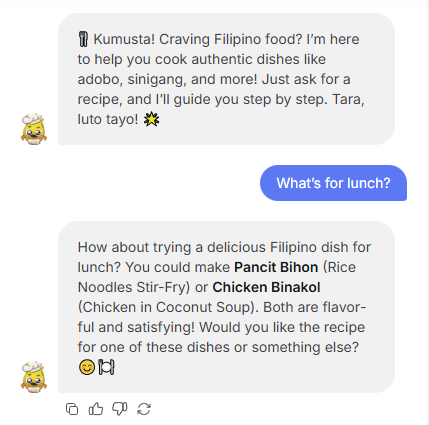 🍴 Kumusta! Craving Filipino food? I'm here
to help you cook authentic dishes like
adobo, sinigang, and more! Just ask for a
recipe, and I'll guide you step by step. Tara,
luto tayo! 🌟
What's for lunch?
How about trying a delicious Filipino dish for
lunch? You could make Pancit Bihon (Rice
Noodles Stir-Fry) or Chicken Binakol
(Chicken in Coconut Soup). Both are flavor-
ful and satisfying! Would you like the recipe
for one of these dishes or something else?
😊🍽️